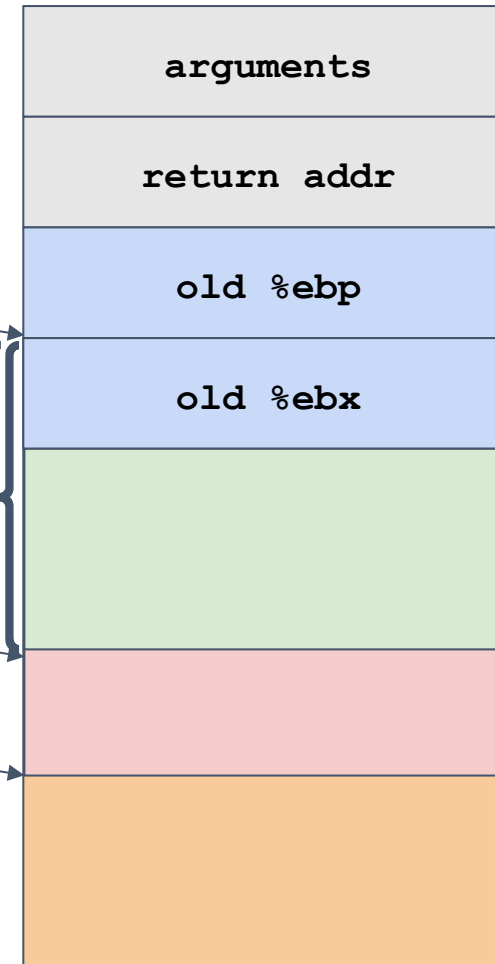 arguments
return addr
old %ebp
old %ebx